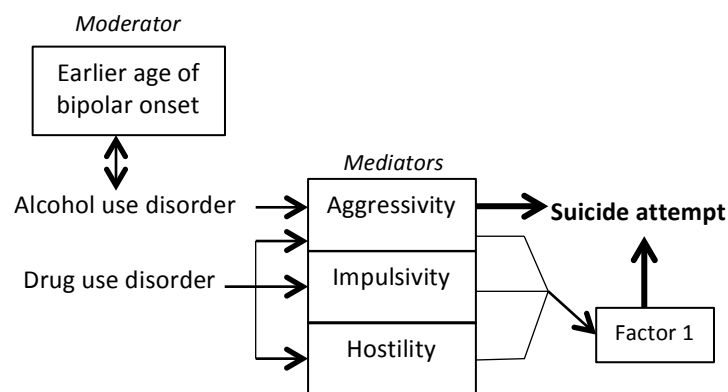 Moderator
Earlier age of
bipolar onset
Mediators
Alcohol use disorder
Aggressivity
Suicide attempt
Drug use disorder
Impulsivity
Hostility
Factor 1